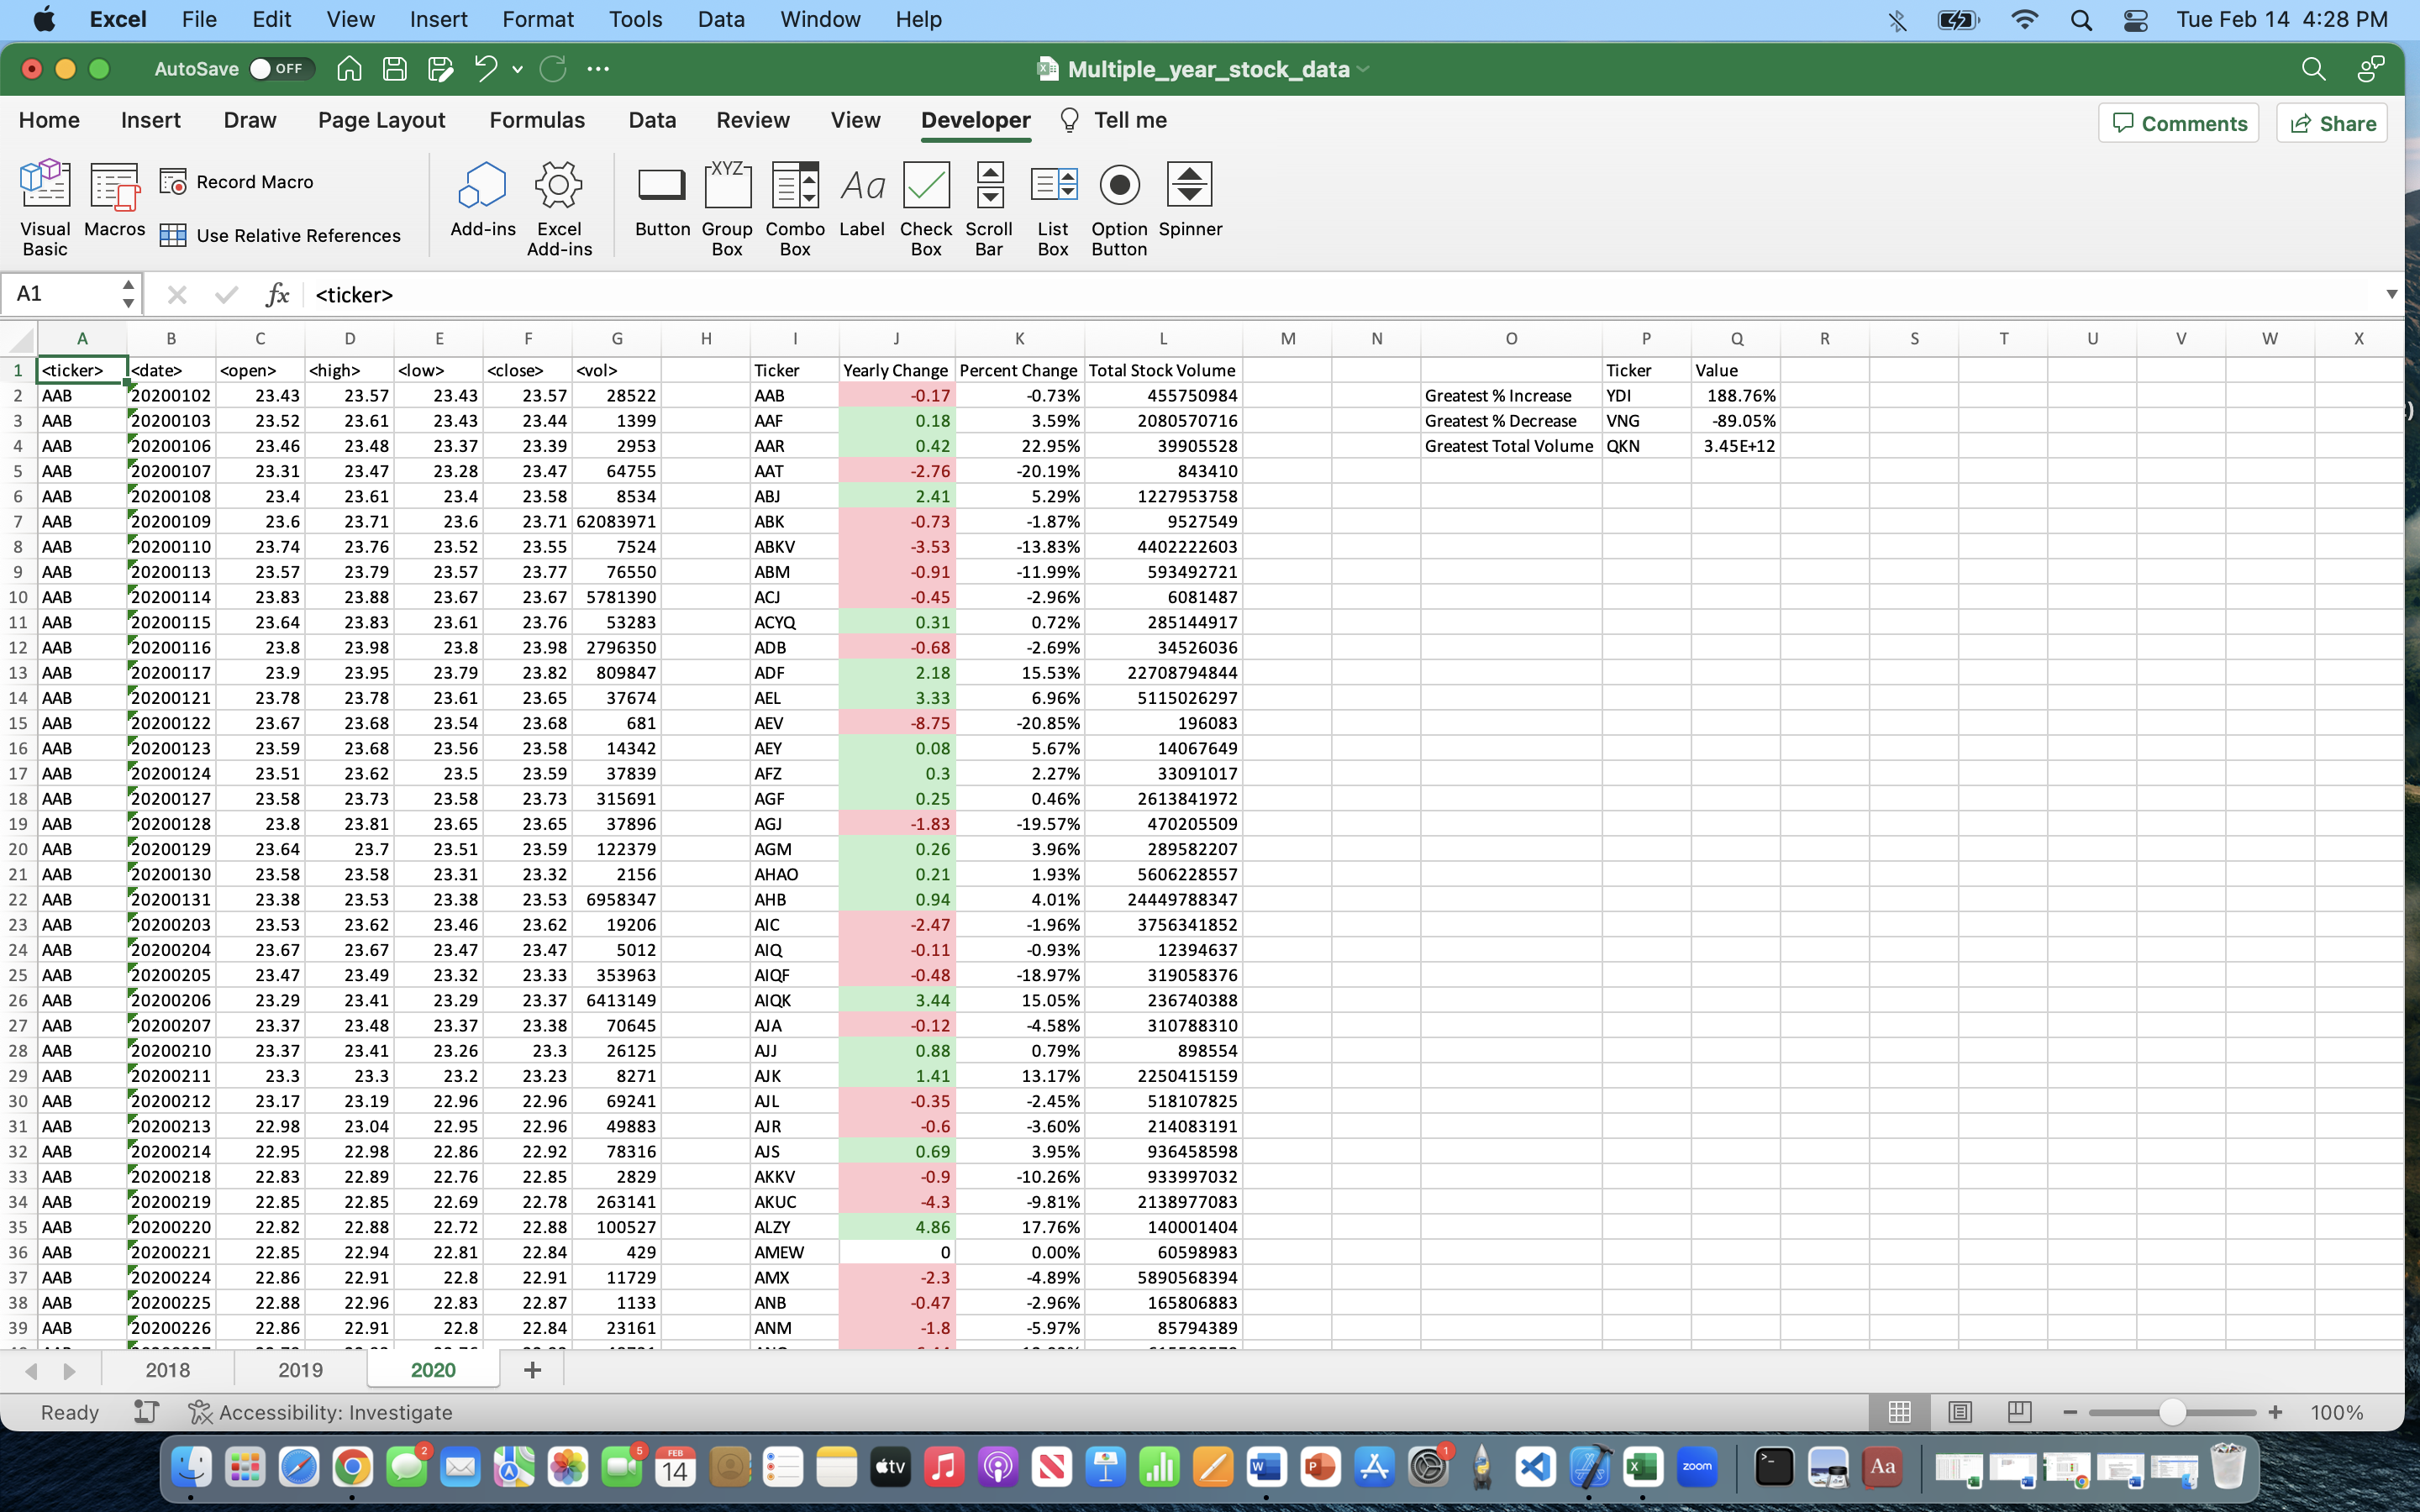 Excel File Edit View Insert Format Tools Data Window Help Tue Feb 14 4:28 PM
AutoSave OFF Multiple_year_stock_data
Home Insert Draw Page Layout Formulas Data Review View Developer Tell me Comments Share
Visual Basic Macros Record Macro Use Relative References Add-ins Excel Add-ins XYZ Button Group Box Combo Box Aa Label Check Box Scroll Bar List Box Option Button Spinner
A1 fx <ticker>
A B C D E F G H I J K L M N O P Q R S T U V W X
1 <ticker> <date> <open> <high> <low> <close> <vol> Ticker Yearly Change Percent Change Total Stock Volume Ticker Value
2 AAB 20200102 23.43 23.57 23.43 23.57 28522 AAB -0.17 -0.73% 455750984 Greatest % Increase YDI 188.76%
3 AAB 20200103 23.52 23.61 23.43 23.44 1399 AAF 0.18 3.59% 2080570716 Greatest % Decrease VNG -89.05%
4 AAB 20200106 23.46 23.48 23.37 23.39 2953 AAR 0.42 22.95% 39905528 Greatest Total Volume QKN 3.45E+12
5 AAB 20200107 23.31 23.47 23.28 23.47 64755 AAT -2.76 -20.19% 843410
6 AAB 20200108 23.4 23.61 23.4 23.58 8534 ABJ 2.41 5.29% 1227953758
7 AAB 20200109 23.6 23.71 23.6 23.71 62083971 ABK -0.73 -1.87% 9527549
8 AAB 20200110 23.74 23.76 23.52 23.55 7524 ABKV -3.53 -13.83% 4402222603
9 AAB 20200113 23.57 23.79 23.57 23.77 76550 ABM -0.91 -11.99% 593492721
10 AAB 20200114 23.83 23.88 23.67 23.67 5781390 ACJ -0.45 -2.96% 6081487
11 AAB 20200115 23.64 23.83 23.61 23.76 53283 ACYQ 0.31 0.72% 285144917
12 AAB 20200116 23.8 23.98 23.8 23.98 2796350 ADB -0.68 -2.69% 34526036
13 AAB 20200117 23.9 23.95 23.79 23.82 809847 ADF 2.18 15.53% 22708794844
14 AAB 20200121 23.78 23.78 23.61 23.65 37674 AEL 3.33 6.96% 5115026297
15 AAB 20200122 23.67 23.68 23.54 23.68 681 AEV -8.75 -20.85% 196083
16 AAB 20200123 23.59 23.68 23.56 23.58 14342 AEY 0.08 5.67% 14067649
17 AAB 20200124 23.51 23.62 23.5 23.59 37839 AFZ 0.3 2.27% 33091017
18 AAB 20200127 23.58 23.73 23.58 23.73 315691 AGF 0.25 0.46% 2613841972
19 AAB 20200128 23.8 23.81 23.65 23.65 37896 AGJ -1.83 -19.57% 470205509
20 AAB 20200129 23.64 23.7 23.51 23.59 122379 AGM 0.26 3.96% 289582207
21 AAB 20200130 23.58 23.58 23.31 23.32 2156 AHAO 0.21 1.93% 5606228557
22 AAB 20200131 23.38 23.53 23.38 23.53 6958347 AHB 0.94 4.01% 24449788347
23 AAB 20200203 23.53 23.62 23.46 23.62 19206 AIC -2.47 -1.96% 3756341852
24 AAB 20200204 23.67 23.67 23.47 23.47 5012 AIQ -0.11 -0.93% 12394637
25 AAB 20200205 23.47 23.49 23.32 23.33 353963 AIQF -0.48 -18.97% 319058376
26 AAB 20200206 23.29 23.41 23.29 23.37 6413149 AIQK 3.44 15.05% 236740388
27 AAB 20200207 23.37 23.48 23.37 23.38 70645 AJA -0.12 -4.58% 310788310
28 AAB 20200210 23.37 23.41 23.26 23.3 26125 AJJ 0.88 0.79% 898554
29 AAB 20200211 23.3 23.3 23.2 23.23 8271 AJK 1.41 13.17% 2250415159
30 AAB 20200212 23.17 23.19 22.96 22.96 69241 AJL -0.35 -2.45% 518107825
31 AAB 20200213 22.98 23.04 22.95 22.96 49883 AJR -0.6 -3.60% 214083191
32 AAB 20200214 22.95 22.98 22.86 22.92 78316 AJS 0.69 3.95% 936458598
33 AAB 20200218 22.83 22.89 22.76 22.85 2829 AKKV -0.9 -10.26% 933997032
34 AAB 20200219 22.85 22.85 22.69 22.78 263141 AKUC -4.3 -9.81% 2138977083
35 AAB 20200220 22.82 22.88 22.72 22.88 100527 ALZY 4.86 17.76% 140001404
36 AAB 20200221 22.85 22.94 22.81 22.84 429 AMEW 0 0.00% 60598983
37 AAB 20200224 22.86 22.91 22.8 22.91 11729 AMX -2.3 -4.89% 5890568394
38 AAB 20200225 22.88 22.96 22.83 22.87 1133 ANB -0.47 -2.96% 165806883
39 AAB 20200226 22.86 22.91 22.8 22.84 23161 ANM -1.8 -5.97% 85794389
2018 2019 2020 +
Ready Accessibility: Investigate 100%
2 5 FEB 14 tv 1 zoom Aa